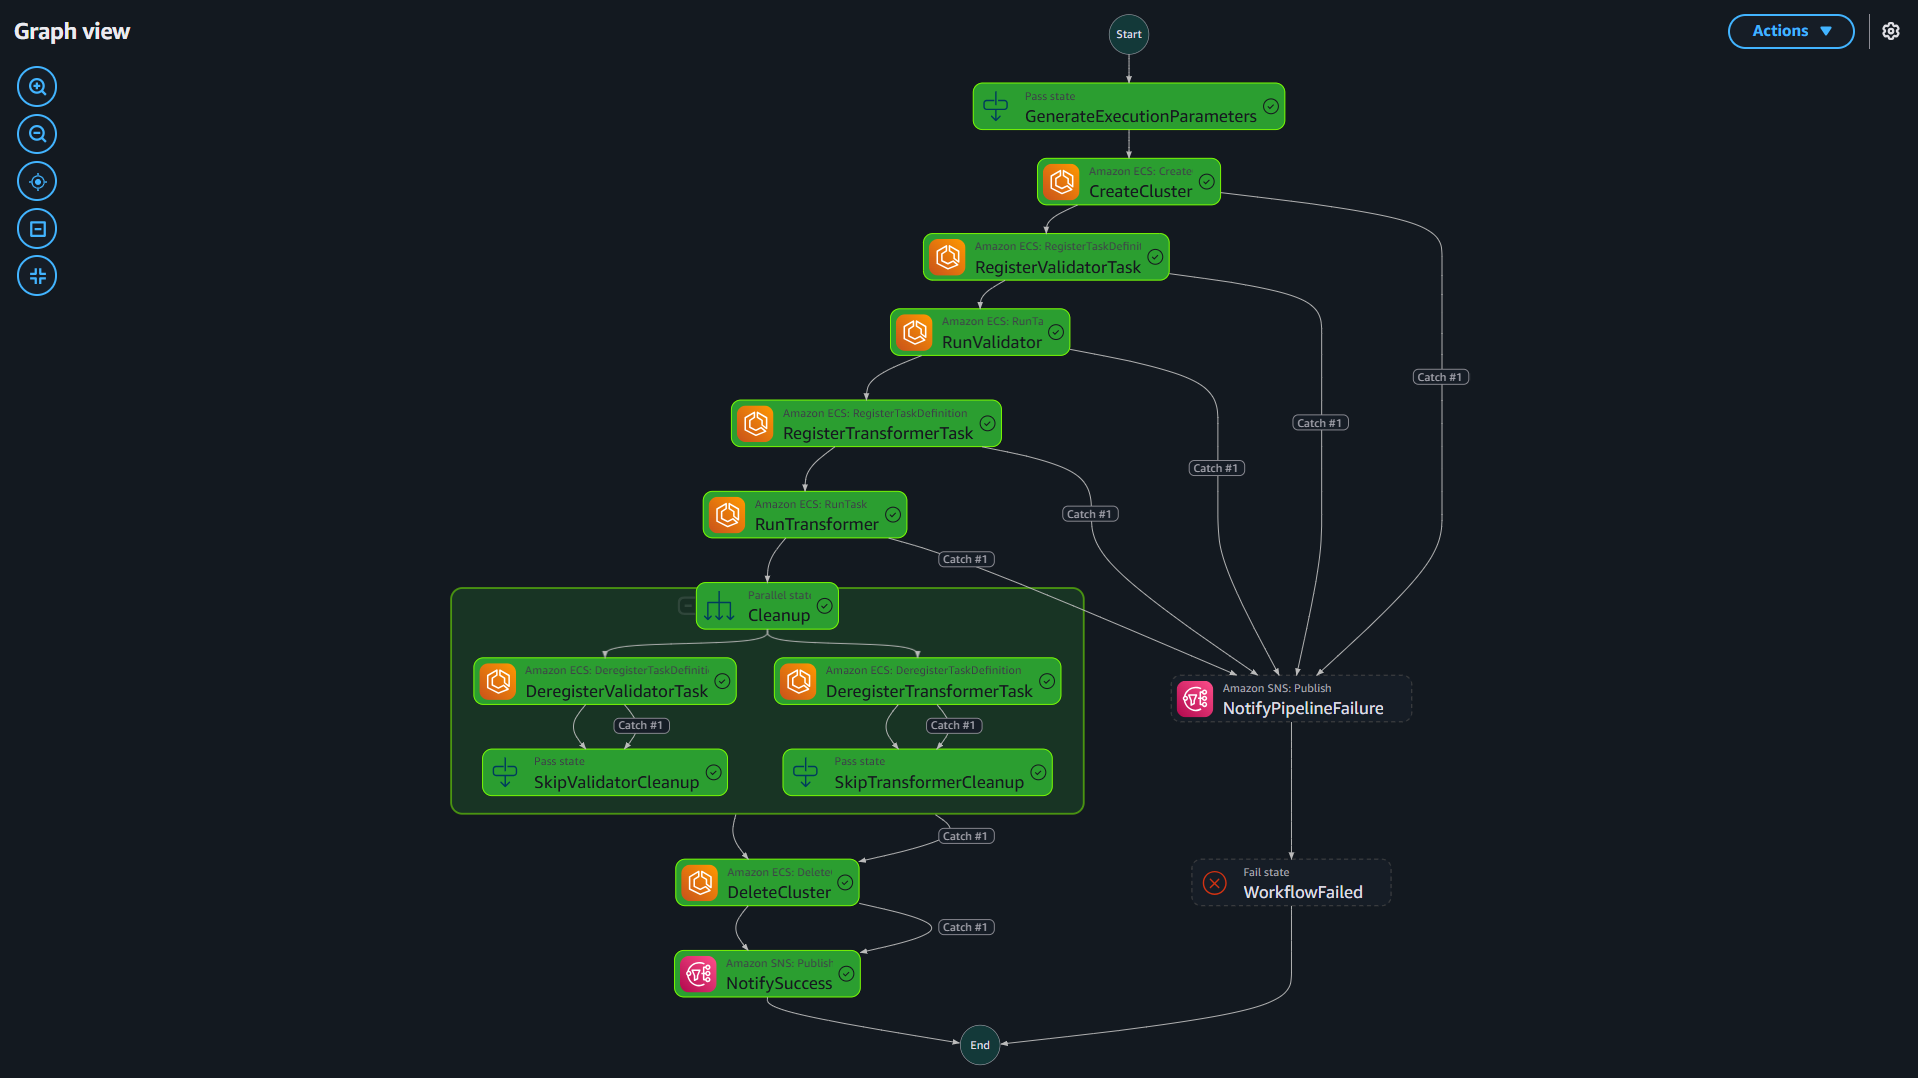 Graph view
Actions
Start
Pass state
GenerateExecutionParameters
Amazon ECS: Create
CreateCluster
Amazon ECS: RegisterTaskDefinit
RegisterValidatorTask
Amazon ECS: RunTa
RunValidator
Catch #1
Amazon ECS: RegisterTaskDefinition
RegisterTransformerTask
Catch #1
Catch #1
Amazon ECS: RunTask
RunTransformer
Catch #1
Catch #1
Parallel state
Cleanup
Amazon ECS: DeregisterTaskDefiniti
DeregisterValidatorTask
Amazon ECS: DeregisterTaskDefinition
DeregisterTransformerTask
Amazon SNS: Publish
NotifyPipelineFailure
Catch #1
Catch #1
Pass state
SkipValidatorCleanup
Pass state
SkipTransformerCleanup
Catch #1
Amazon ECS: Delete
DeleteCluster
Fail state
WorkflowFailed
Catch #1
Amazon SNS: Publish
NotifySuccess
End